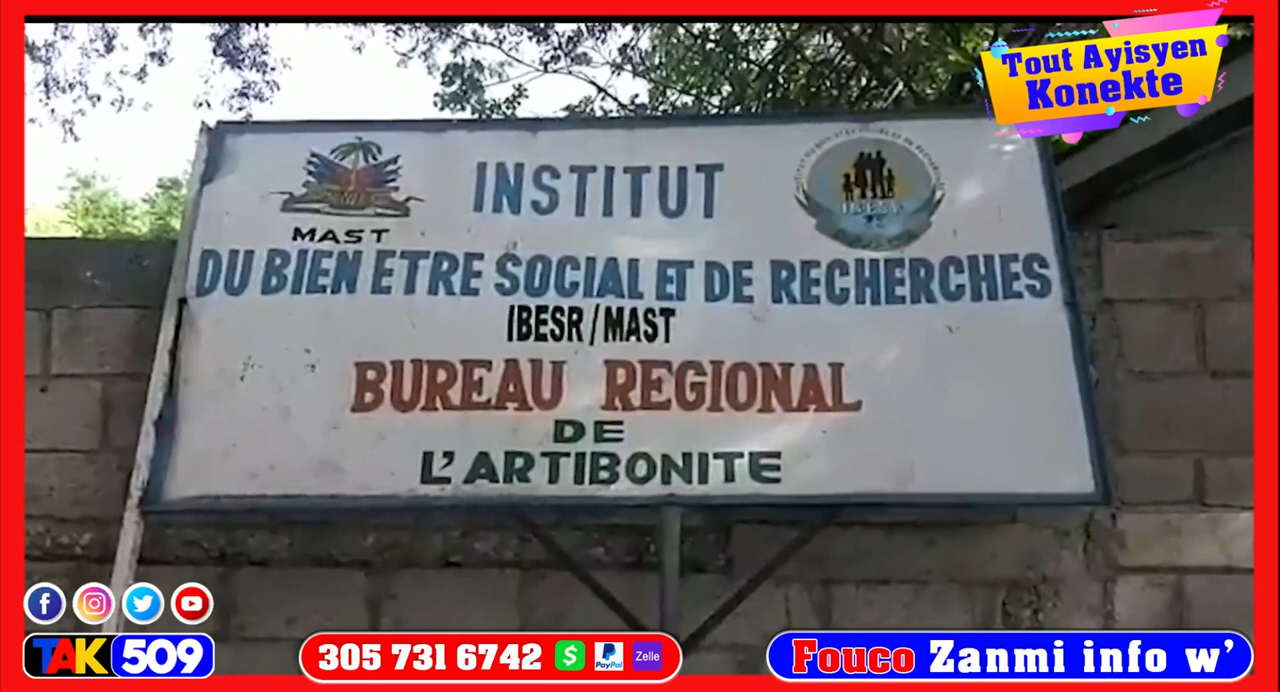 Tout Ayisyen
Konekte
INSTITUT
MAST
DU BIEN ETRE SOCIAL ET DE RECHERCHES
IBESR/MAST
BUREAU REGIONAL
DE
L'ARTIBONITE
TAK 509
305 731 6742
PayPal
Zelle
Fouco Zanmi info w'